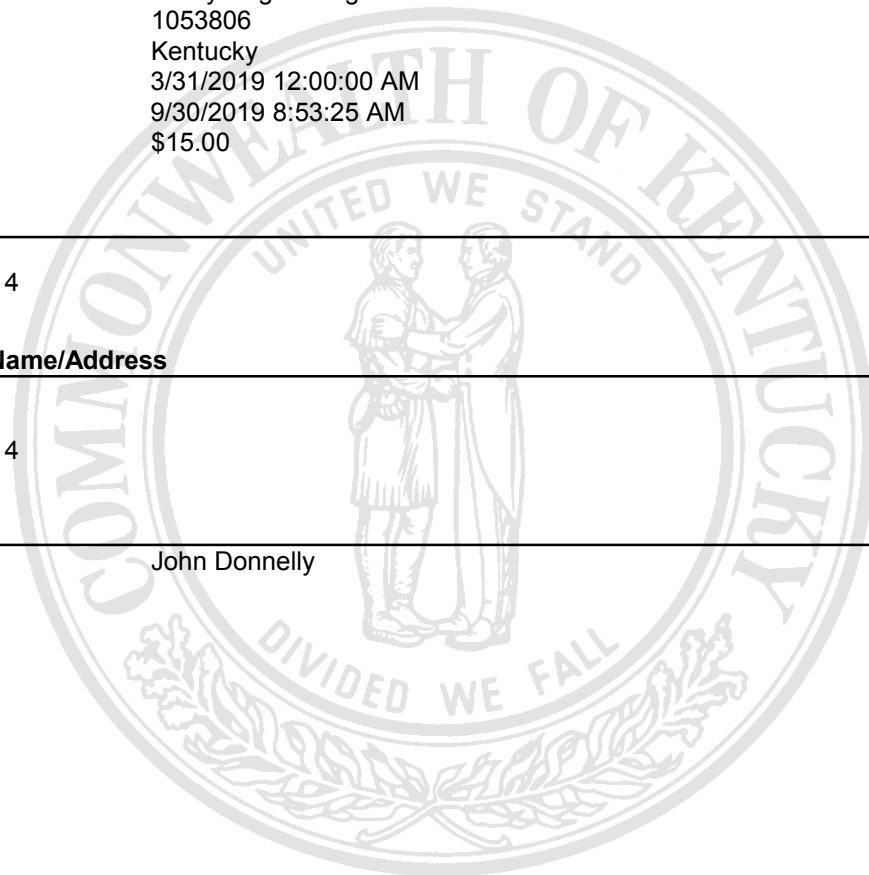 1053806
Kentucky
3/31/2019 12:00:00 AM
9/30/2019 8:53:25 AM
$15.00
COMMONWEALTH OF KENTUCKY
UNITED WE STAND
4
Name/Address
4
John Donnelly
DIVIDED WE FALL